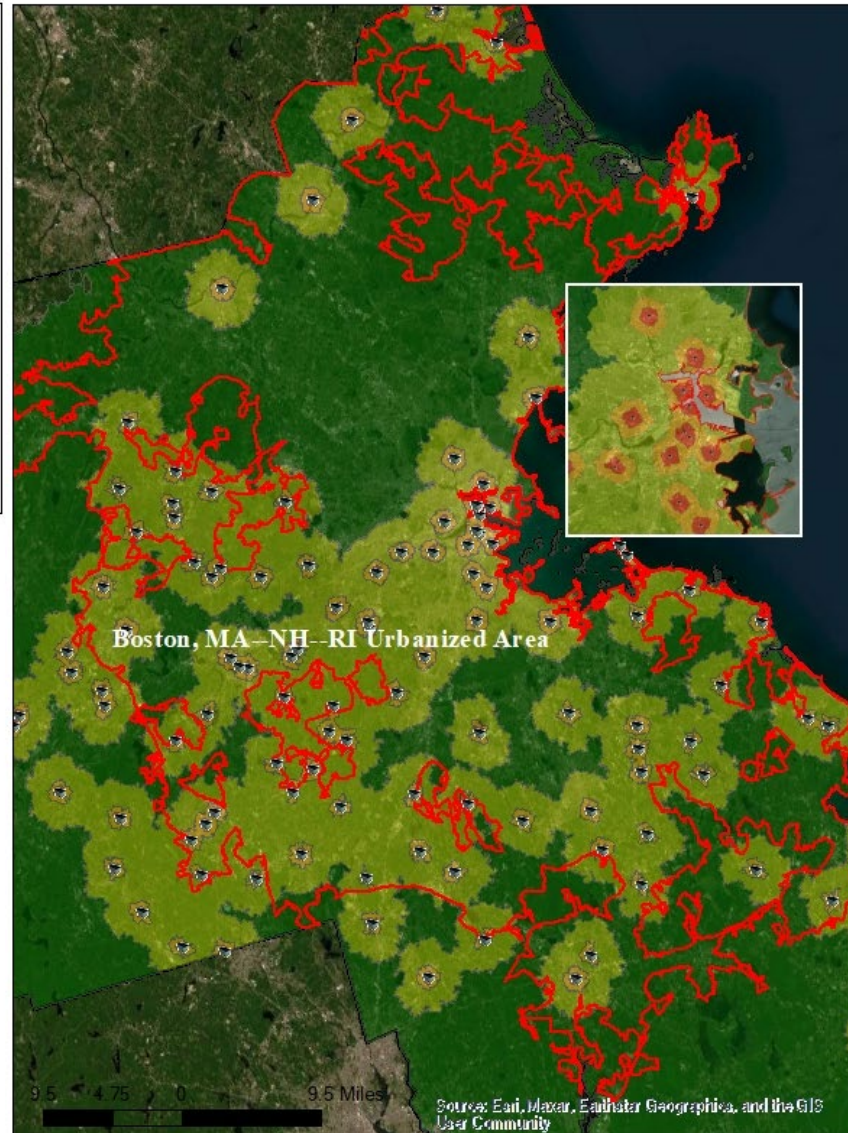 Boston, MA--NH--RI Urbanized Area
9.5 4.75 0 9.5 Miles
Source: Esri, Maxar, Earthstar Geographics, and the GIS
User Community